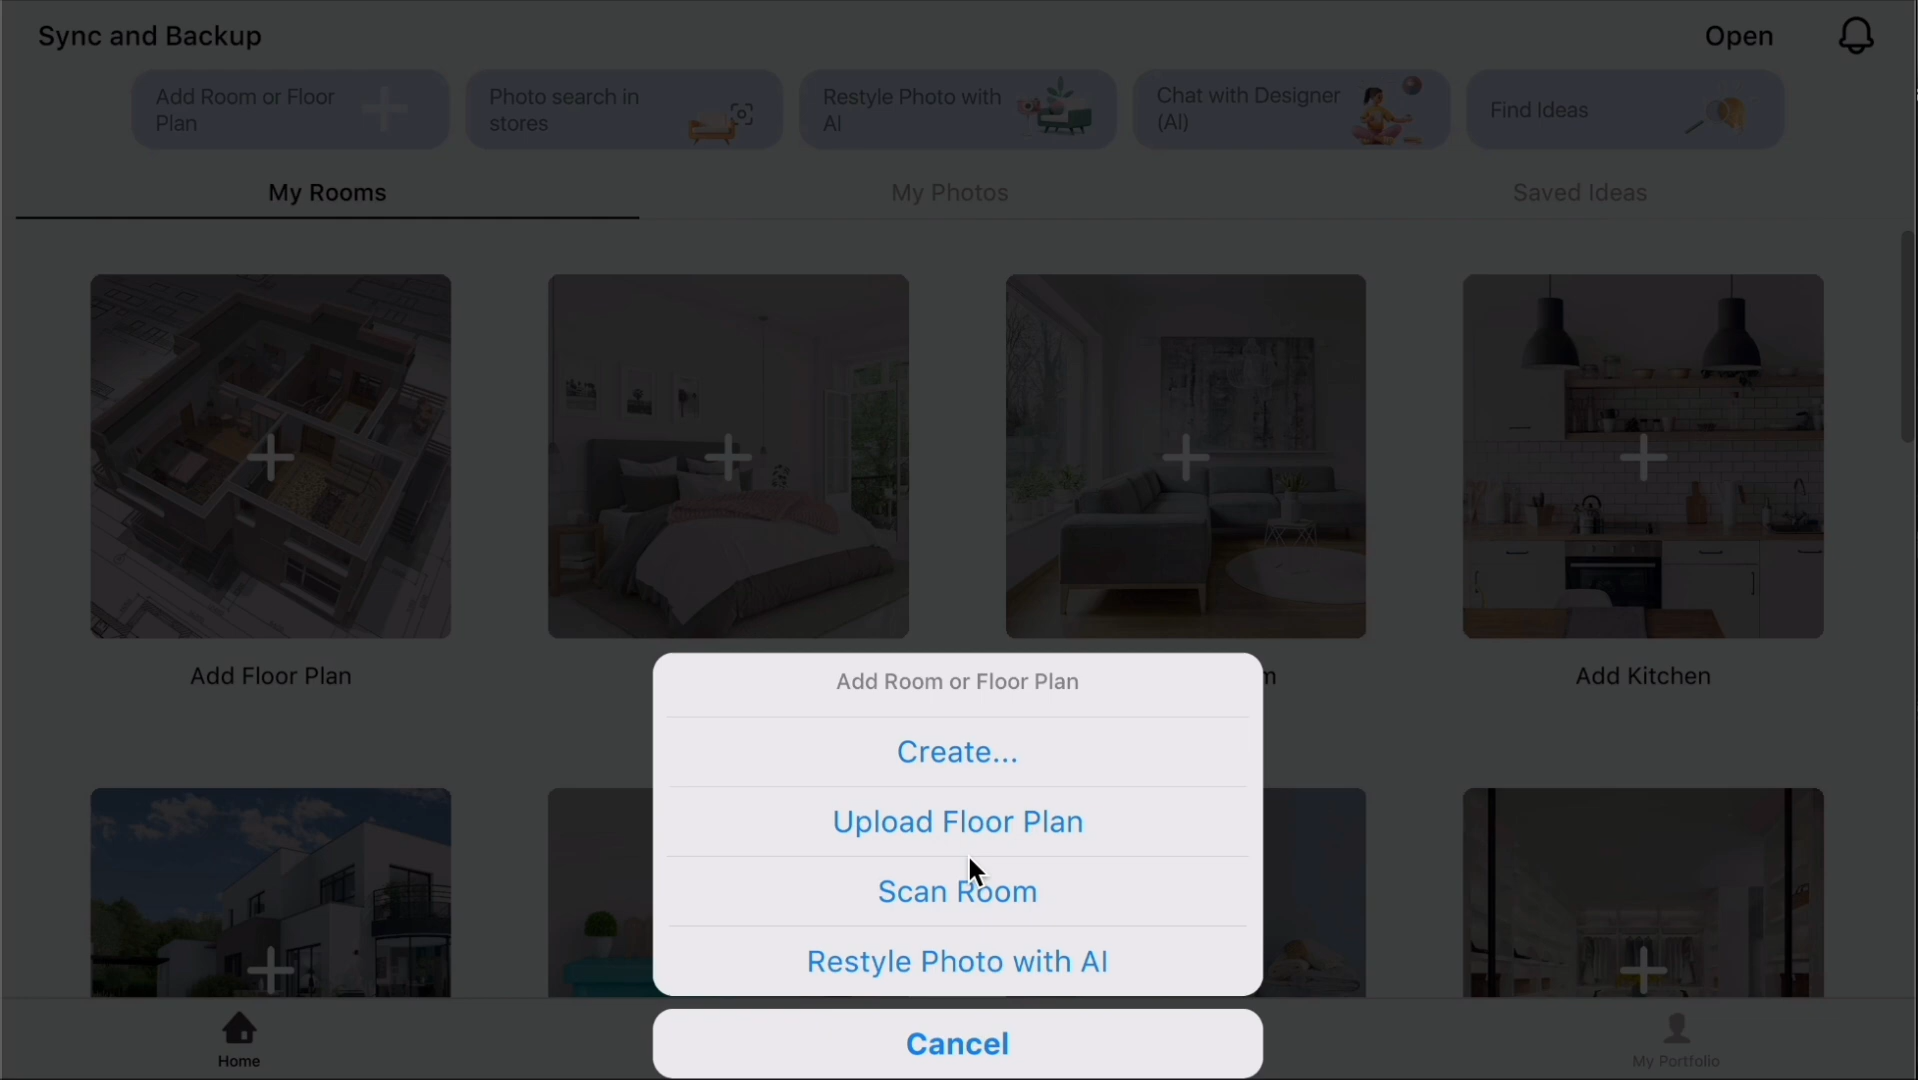 Sync and Backup
Open
Add Room or Floor
Plan
Photo search in
stores
Restyle Photo with
AI
Chat with Designer
(AI)
Find Ideas
My Rooms
My Photos
Saved Ideas
Add Floor Plan
Add Kitchen
Add Room or Floor Plan
Create...
Upload Floor Plan
Scan Room
Restyle Photo with AI
Cancel
Home
My Portfolio